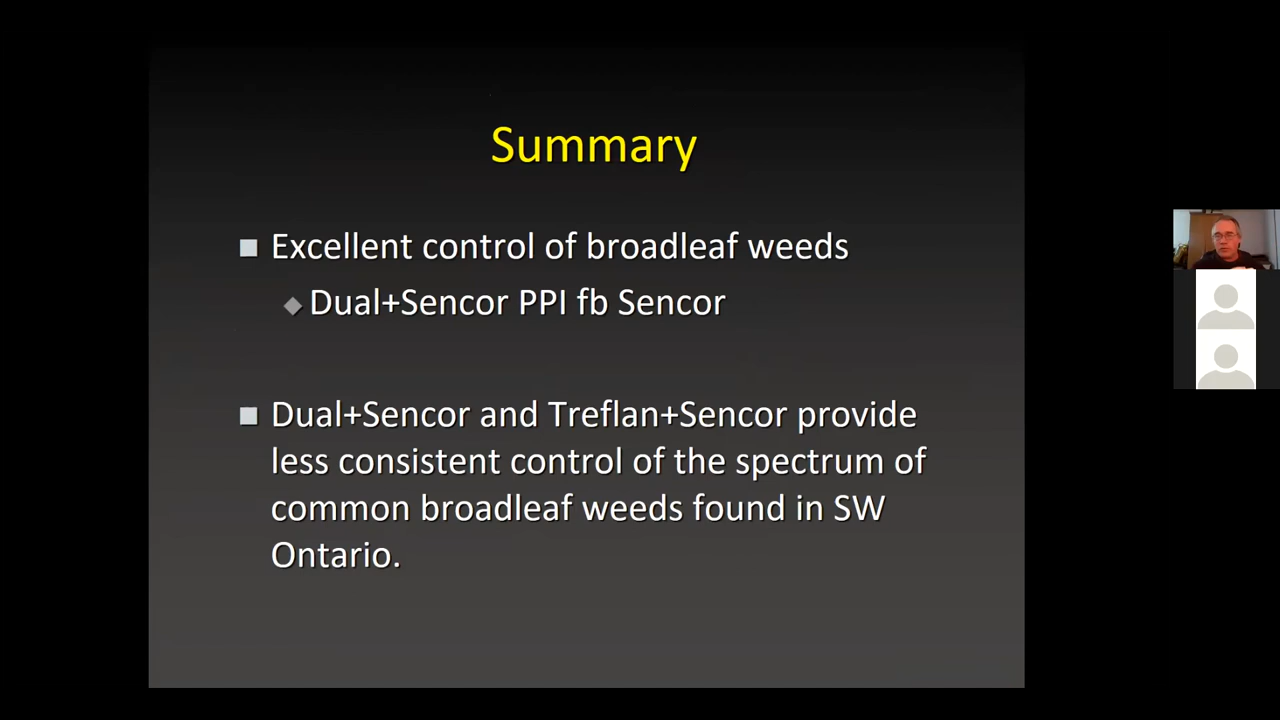 Summary
Excellent control of broadleaf weeds
Dual+Sencor PPI fb Sencor
Dual+Sencor and Treflan+Sencor provide
less consistent control of the spectrum of
common broadleaf weeds found in SW
Ontario.